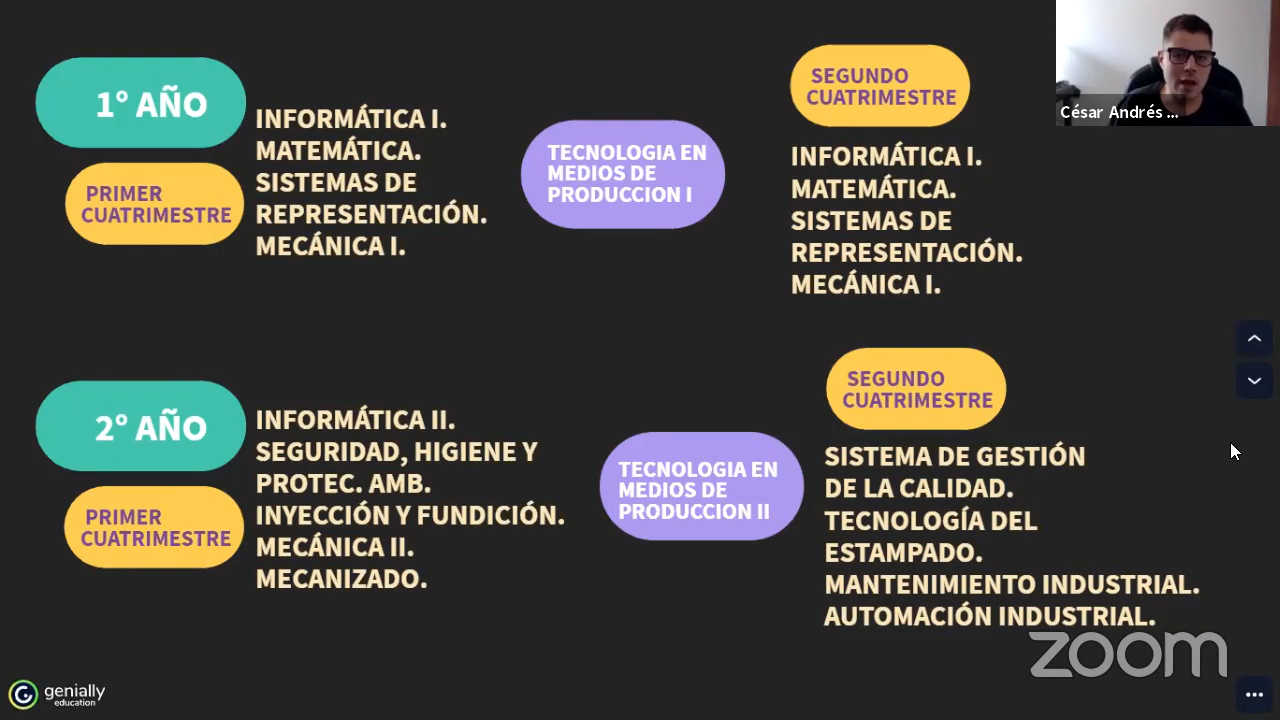 1° AÑO
PRIMER
CUATRIMESTRE
INFORMÁTICA I.
MATEMÁTICA.
SISTEMAS DE
REPRESENTACIÓN.
MECÁNICA I.
TECNOLOGIA EN
MEDIOS DE
PRODUCCION I
SEGUNDO
CUATRIMESTRE
INFORMÁTICA I.
MATEMÁTICA.
SISTEMAS DE
REPRESENTACIÓN.
MECÁNICA I.
César Andrés ...
2° AÑO
PRIMER
CUATRIMESTRE
INFORMÁTICA II.
SEGURIDAD, HIGIENE Y
PROTEC. AMB.
INYECCIÓN Y FUNDICIÓN.
MECÁNICA II.
MECANIZADO.
TECNOLOGIA EN
MEDIOS DE
PRODUCCION II
SEGUNDO
CUATRIMESTRE
SISTEMA DE GESTIÓN
DE LA CALIDAD.
TECNOLOGÍA DEL
ESTAMPADO.
MANTENIMIENTO INDUSTRIAL.
AUTOMACIÓN INDUSTRIAL.
zoom
genially
education